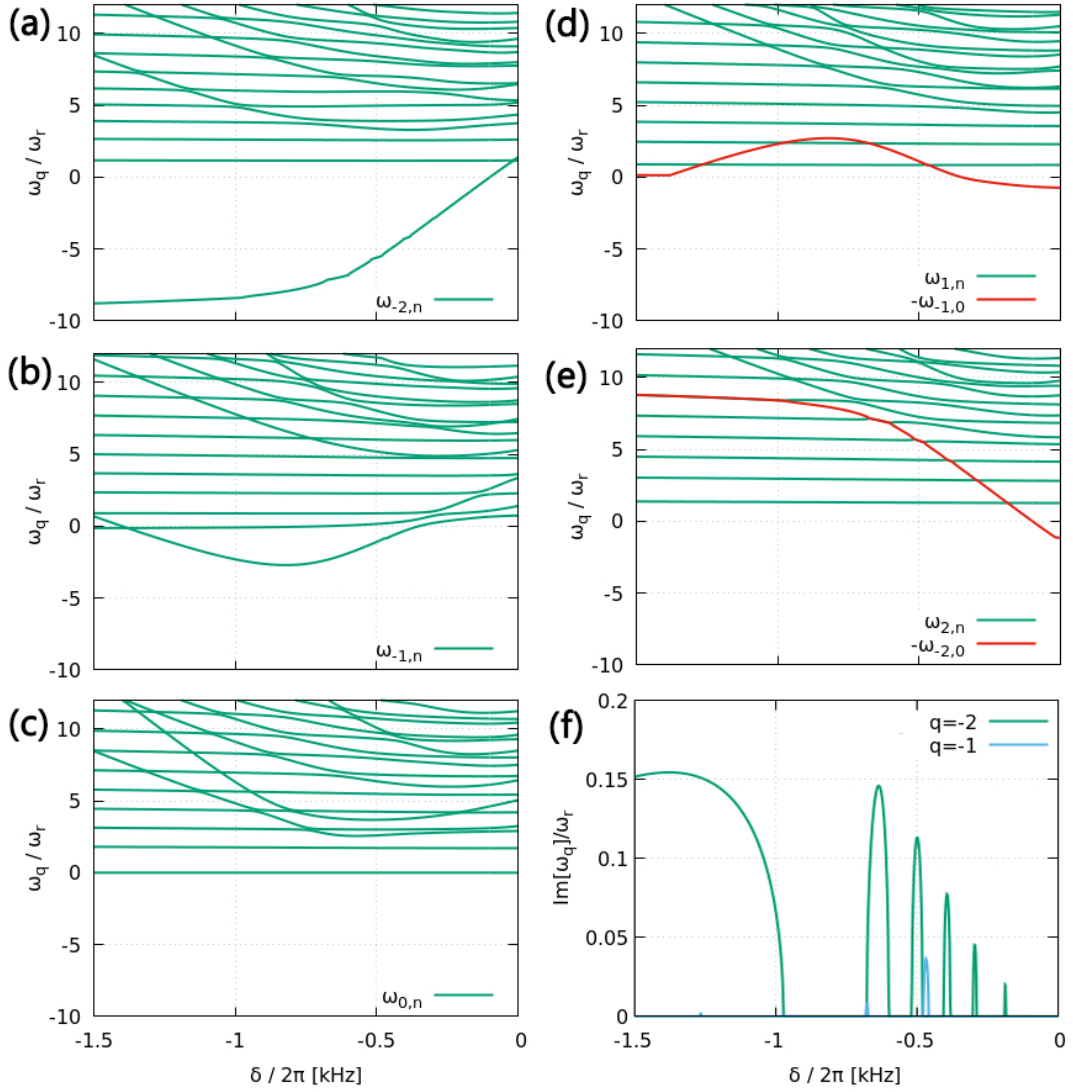 (a)
10
5
0
-5
-10
ω_q / ω_r
ω_{-2,n}
(b)
10
5
0
-5
-10
ω_q / ω_r
ω_{-1,n}
(c)
10
5
0
-5
-10
ω_q / ω_r
ω_{0,n}
-1.5 -1 -0.5 0
δ / 2π [kHz]
(d)
10
5
0
-5
-10
ω_q / ω_r
ω_{1,n}
-ω_{-1,0}
(e)
10
5
0
-5
-10
ω_q / ω_r
ω_{2,n}
-ω_{-2,0}
(f)
0.2
0.15
0.1
0.05
0
Im[ω_q]/ω_r
q=-2
q=-1
-1.5 -1 -0.5 0
δ / 2π [kHz]